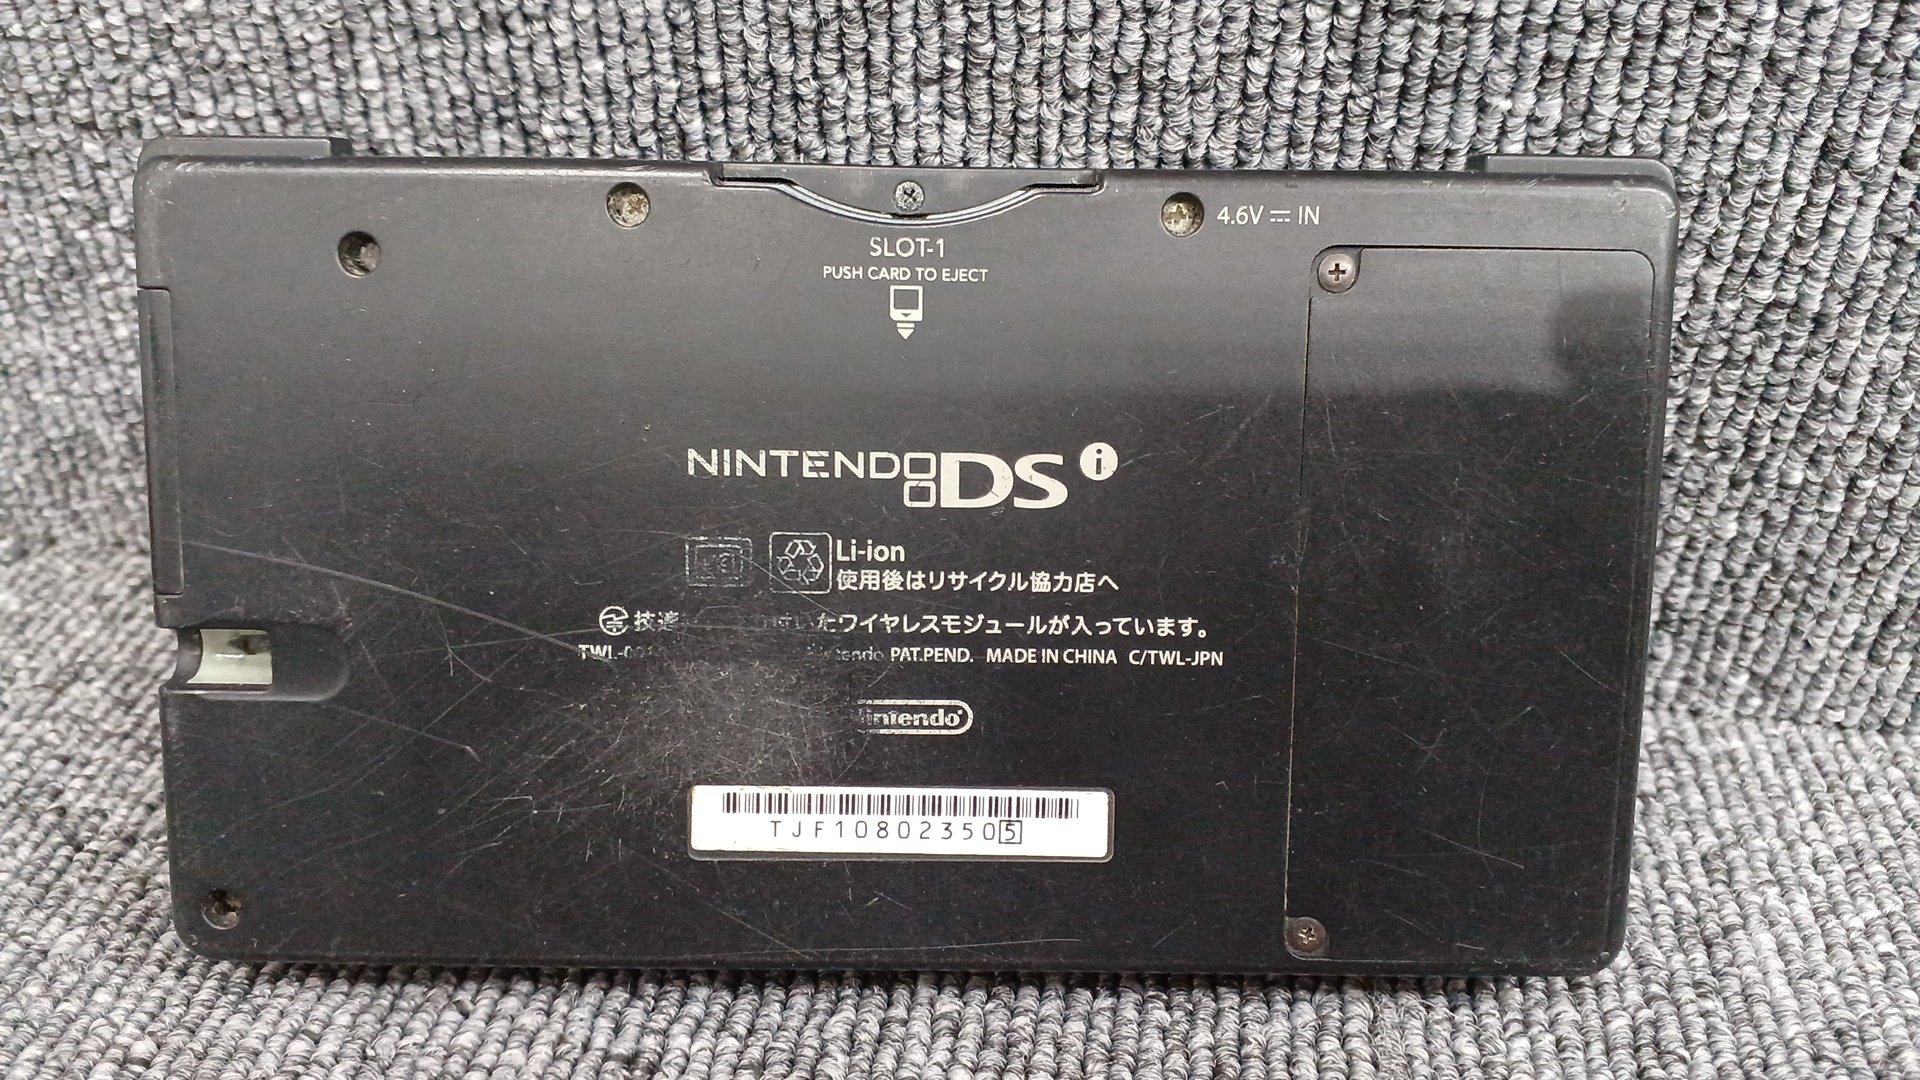 4.6V ⎓ IN
SLOT-1
PUSH CARD TO EJECT
NINTENDO DS i
Li-ion
使用後はリサイクル協力店へ
技適 たワイヤレスモジュールが入っています。
Nintendo PAT.PEND. MADE IN CHINA C/TWL-JPN
Nintendo
TJF108023505